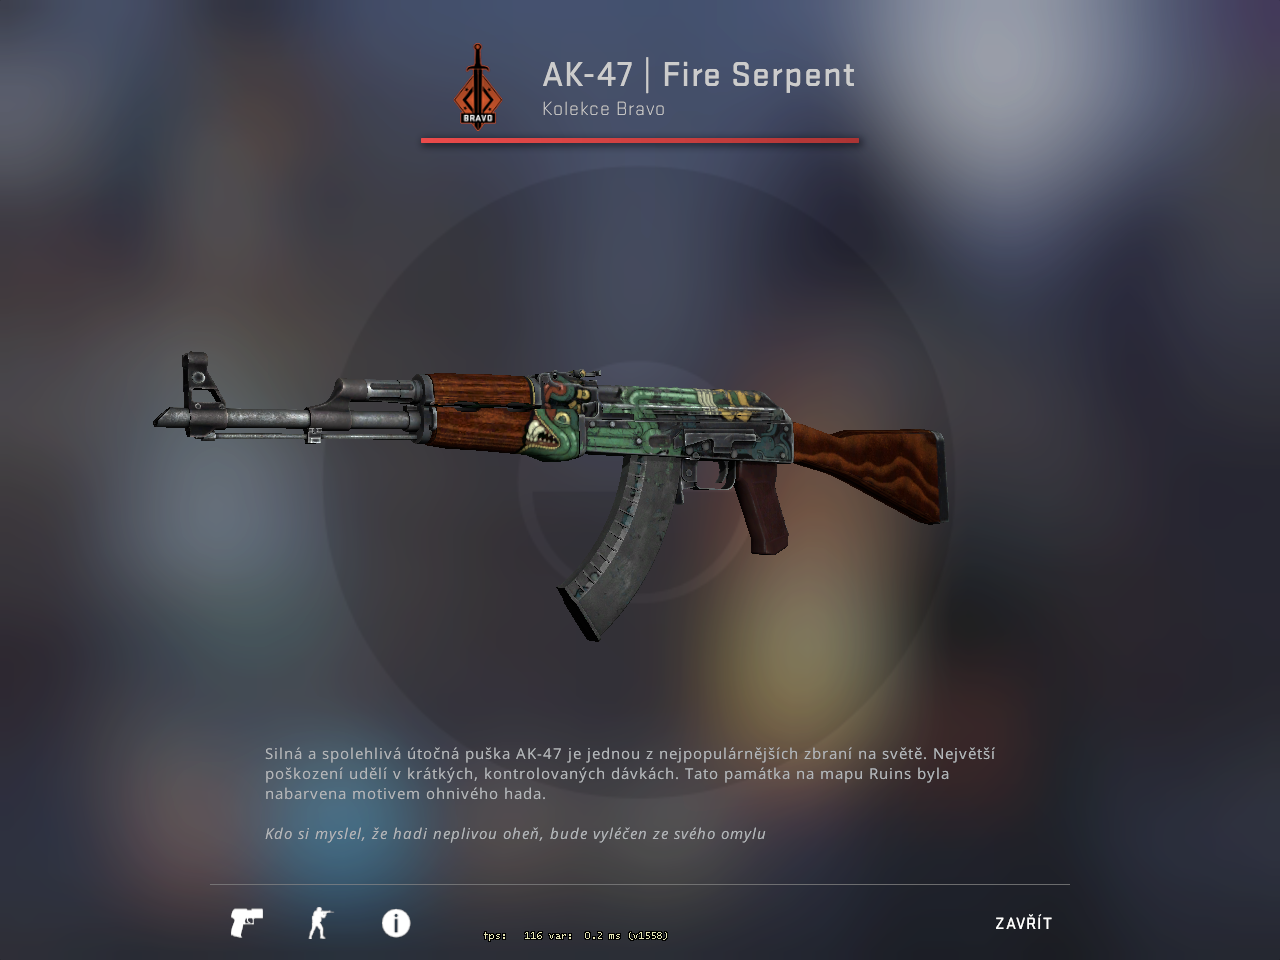 AK-47 | Fire Serpent
Kolekce Bravo
BRAVO
Silná a spolehlivá útočná puška AK-47 je jednou z nejpopulárnějších zbraní na světě. Největší
poškození udělí v krátkých, kontrolovaných dávkách. Tato památka na mapu Ruins byla
nabarvena motivem ohnivého hada.
Kdo si myslel, že hadi neplivou oheň, bude vyléčen ze svého omylu
ZAVŘÍT
fps: 116 var: 0.2 ms (v1558)